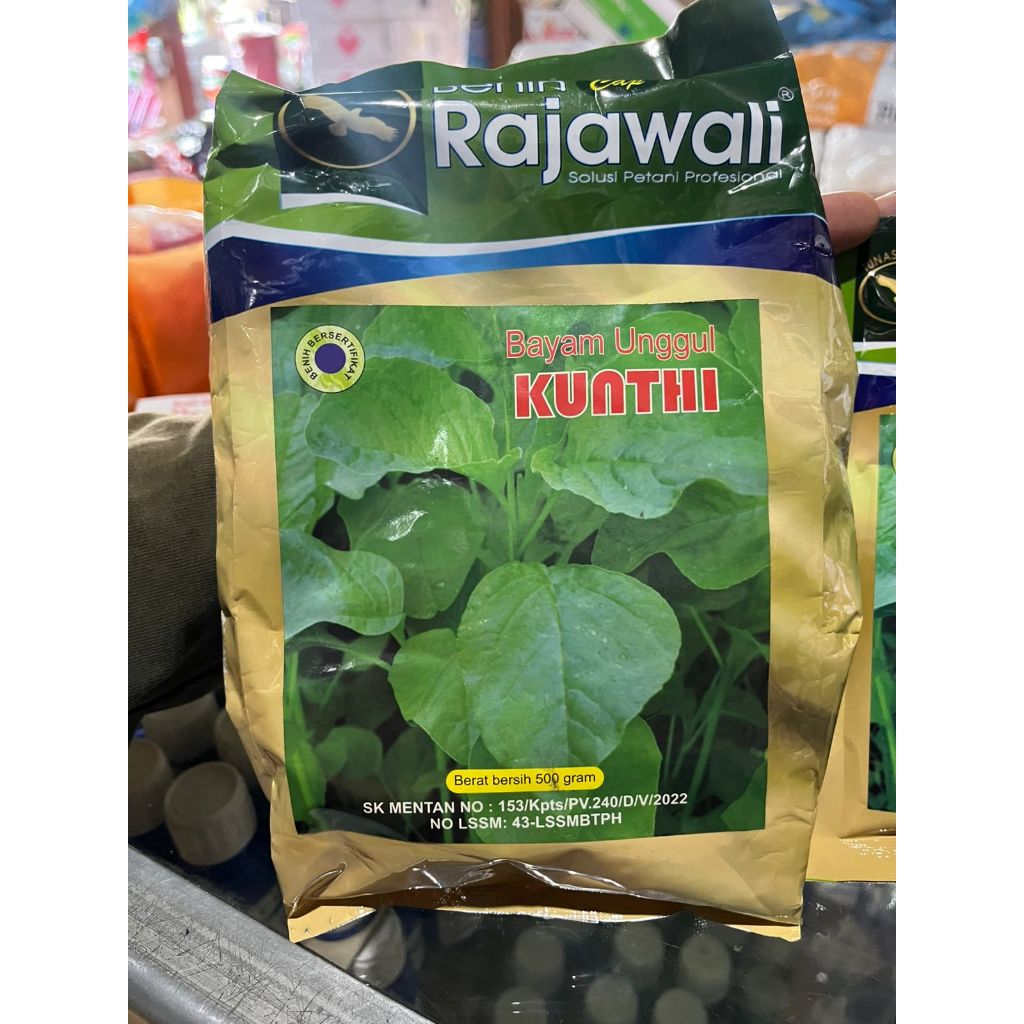 Benih Cap
Rajawali®
Solusi Petani Profesional
BENIH BERSERTIFIKAT
Bayam Unggul
KUNTHI
Berat bersih 500 gram
SK MENTAN NO : 153/Kpts/PV.240/D/V/2022
NO LSSM: 43-LSSMBTPH